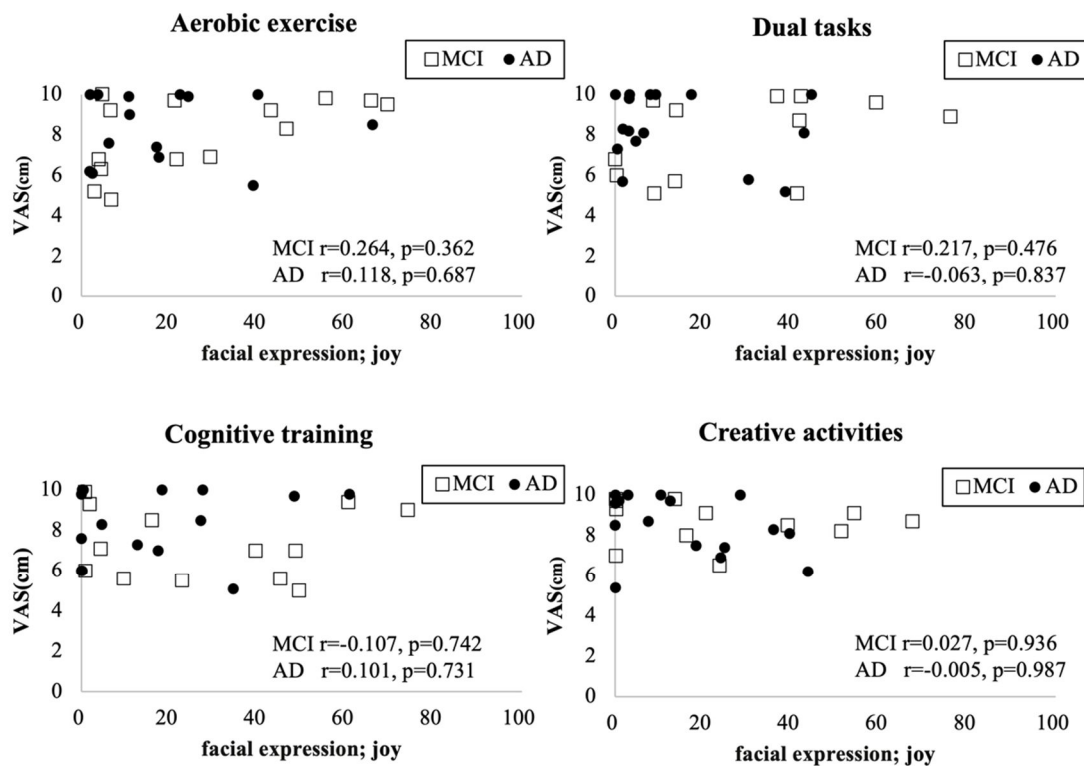 Aerobic exercise
□MCI ●AD
VAS(cm)
10
8
6
4
2
0
MCI r=0.264, p=0.362
AD r=0.118, p=0.687
0 20 40 60 80 100
facial expression; joy
Dual tasks
□MCI ●AD
VAS(cm)
10
8
6
4
2
0
MCI r=0.217, p=0.476
AD r=-0.063, p=0.837
0 20 40 60 80 100
facial expression; joy
Cognitive training
□MCI ●AD
VAS(cm)
10
8
6
4
2
0
MCI r=-0.107, p=0.742
AD r=0.101, p=0.731
0 20 40 60 80 100
facial expression; joy
Creative activities
□MCI ●AD
VAS(cm)
10
8
6
4
2
0
MCI r=0.027, p=0.936
AD r=-0.005, p=0.987
0 20 40 60 80 100
facial expression; joy